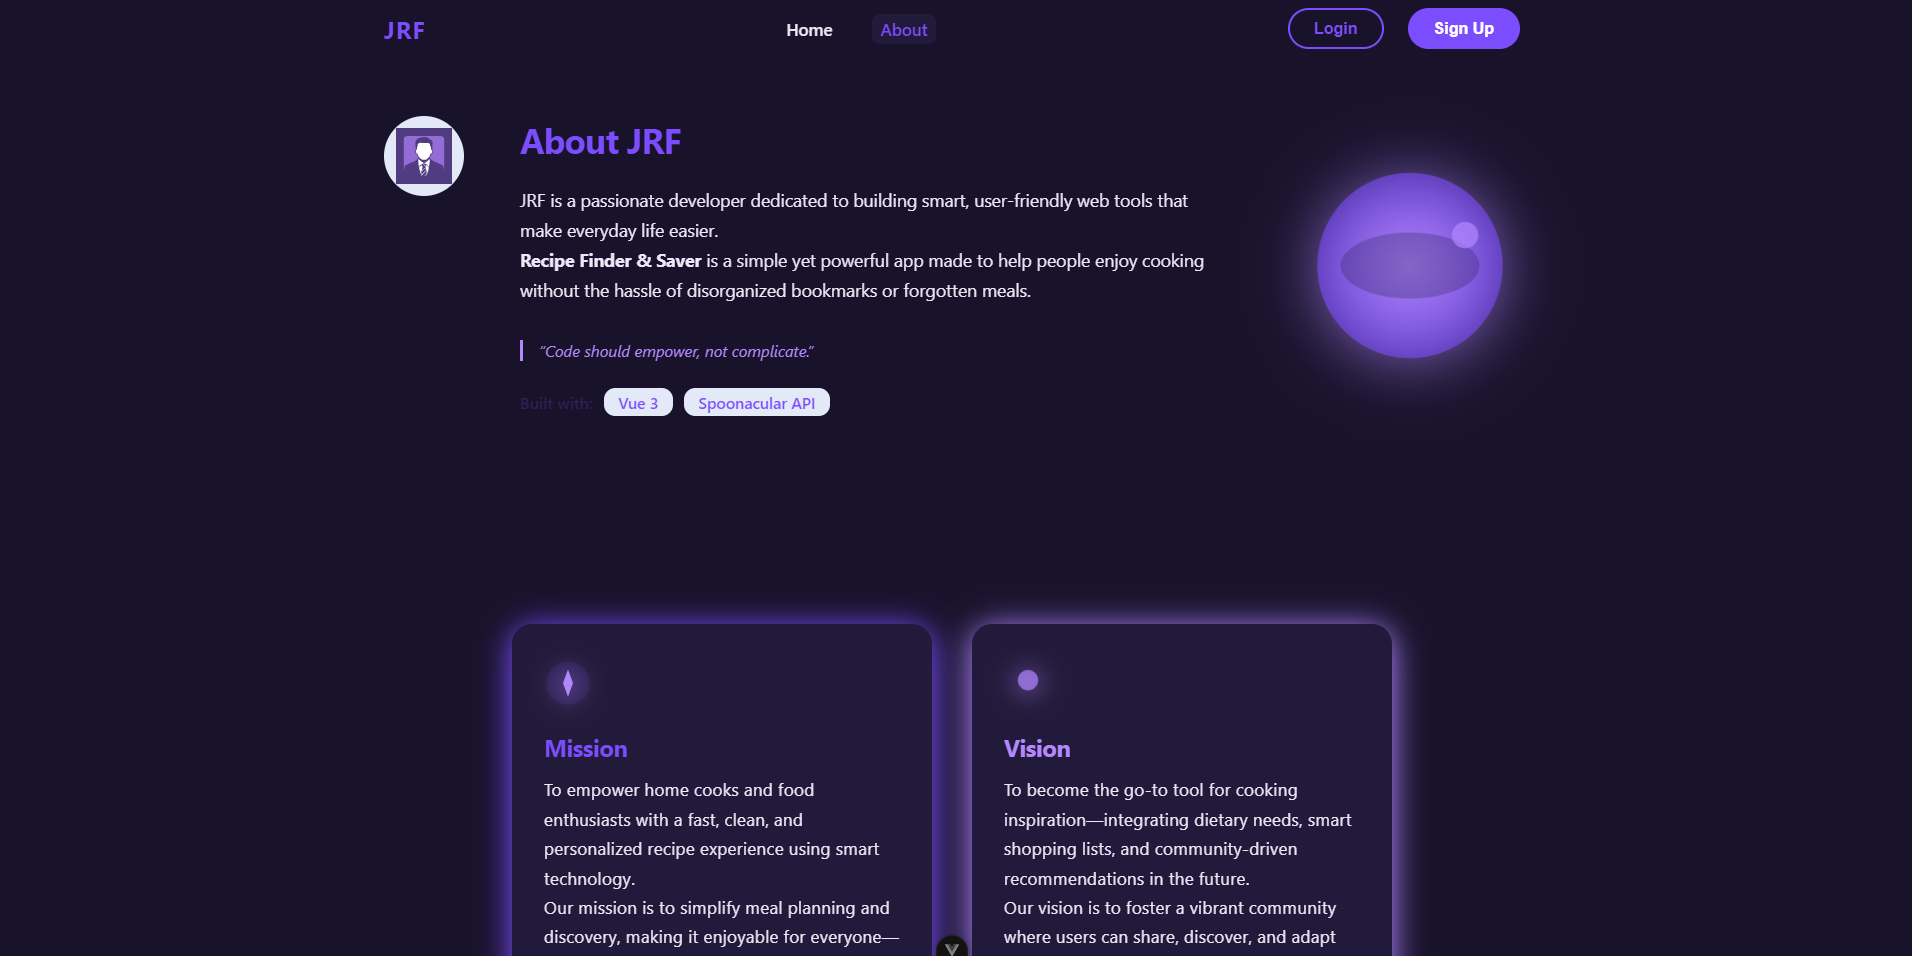 JRF
Home
About
Login
Sign Up
About JRF
JRF is a passionate developer dedicated to building smart, user-friendly web tools that
make everyday life easier.
Recipe Finder & Saver is a simple yet powerful app made to help people enjoy cooking
without the hassle of disorganized bookmarks or forgotten meals.
“Code should empower, not complicate.”
Built with: Vue 3 Spoonacular API
Mission
To empower home cooks and food
enthusiasts with a fast, clean, and
personalized recipe experience using smart
technology.
Our mission is to simplify meal planning and
discovery, making it enjoyable for everyone—
Vision
To become the go-to tool for cooking
inspiration—integrating dietary needs, smart
shopping lists, and community-driven
recommendations in the future.
Our vision is to foster a vibrant community
where users can share, discover, and adapt